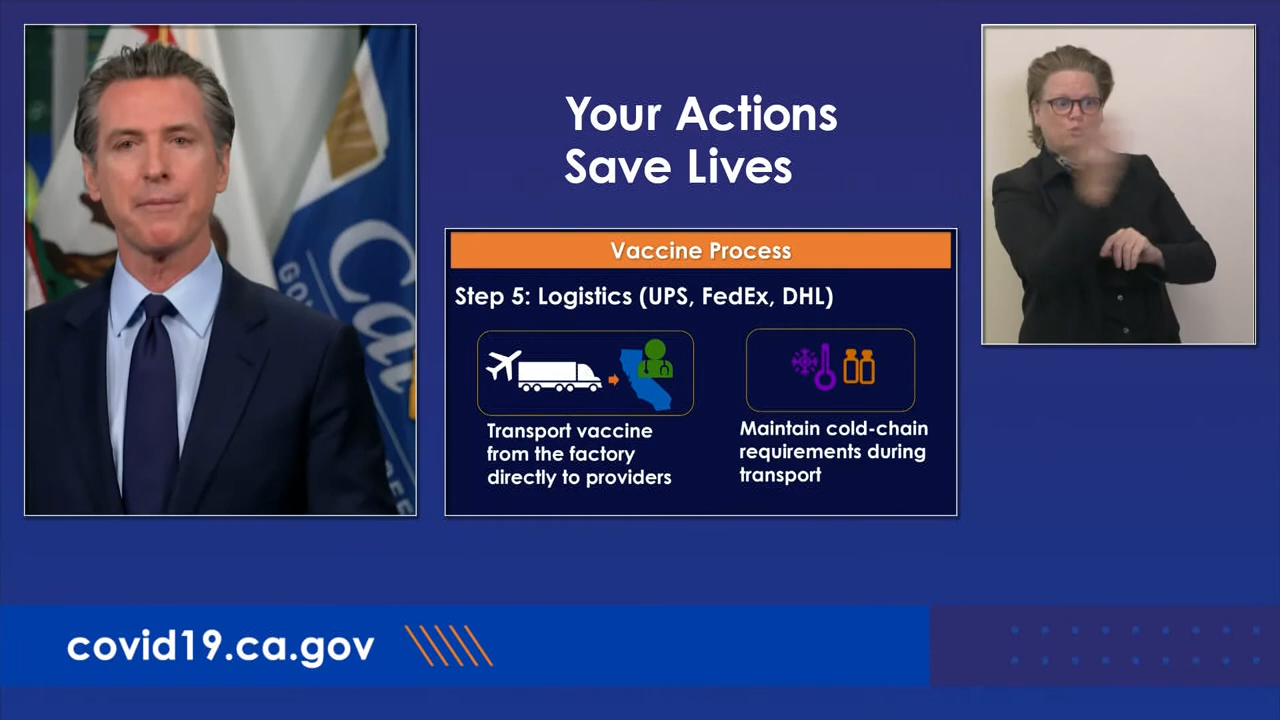 Your Actions
Save Lives
Vaccine Process
Step 5: Logistics (UPS, FedEx, DHL)
Transport vaccine
from the factory
directly to providers
Maintain cold-chain
requirements during
transport
covid19.ca.gov